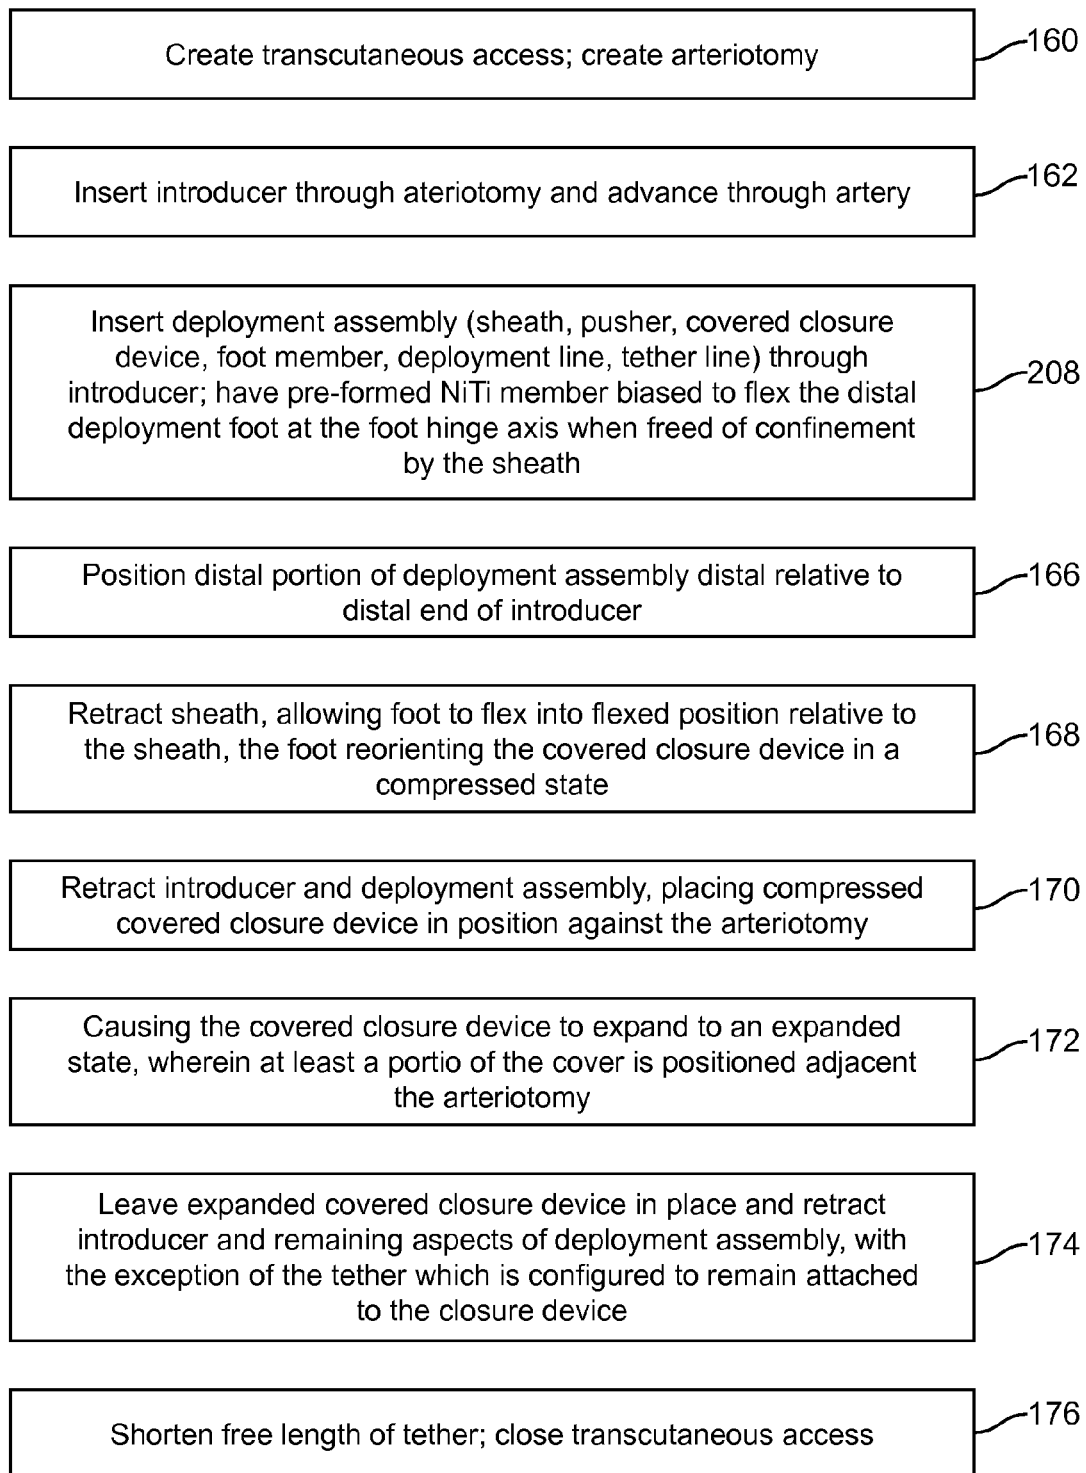 Create transcutaneous access; create arteriotomy
160
Insert introducer through ateriotomy and advance through artery
162
Insert deployment assembly (sheath, pusher, covered closure
device, foot member, deployment line, tether line) through
introducer; have pre-formed NiTi member biased to flex the distal
deployment foot at the foot hinge axis when freed of confinement
by the sheath
208
Position distal portion of deployment assembly distal relative to
distal end of introducer
166
Retract sheath, allowing foot to flex into flexed position relative to
the sheath, the foot reorienting the covered closure device in a
compressed state
168
Retract introducer and deployment assembly, placing compressed
covered closure device in position against the arteriotomy
170
Causing the covered closure device to expand to an expanded
state, wherein at least a portio of the cover is positioned adjacent
the arteriotomy
172
Leave expanded covered closure device in place and retract
introducer and remaining aspects of deployment assembly, with
the exception of the tether which is configured to remain attached
to the closure device
174
Shorten free length of tether; close transcutaneous access
176